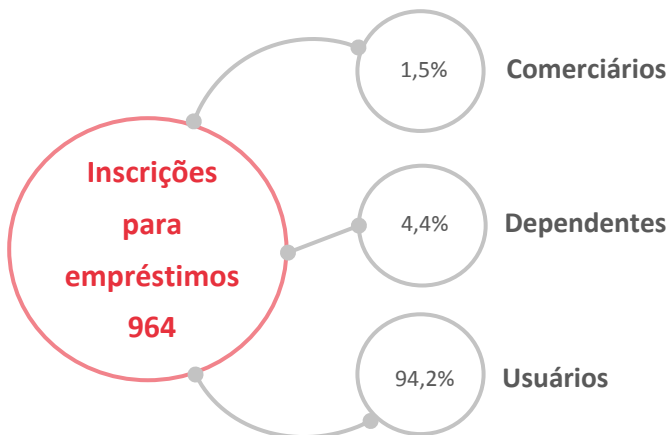 Inscrições
para
empréstimos
964
1,5% Comerciários
4,4% Dependentes
94,2% Usuários